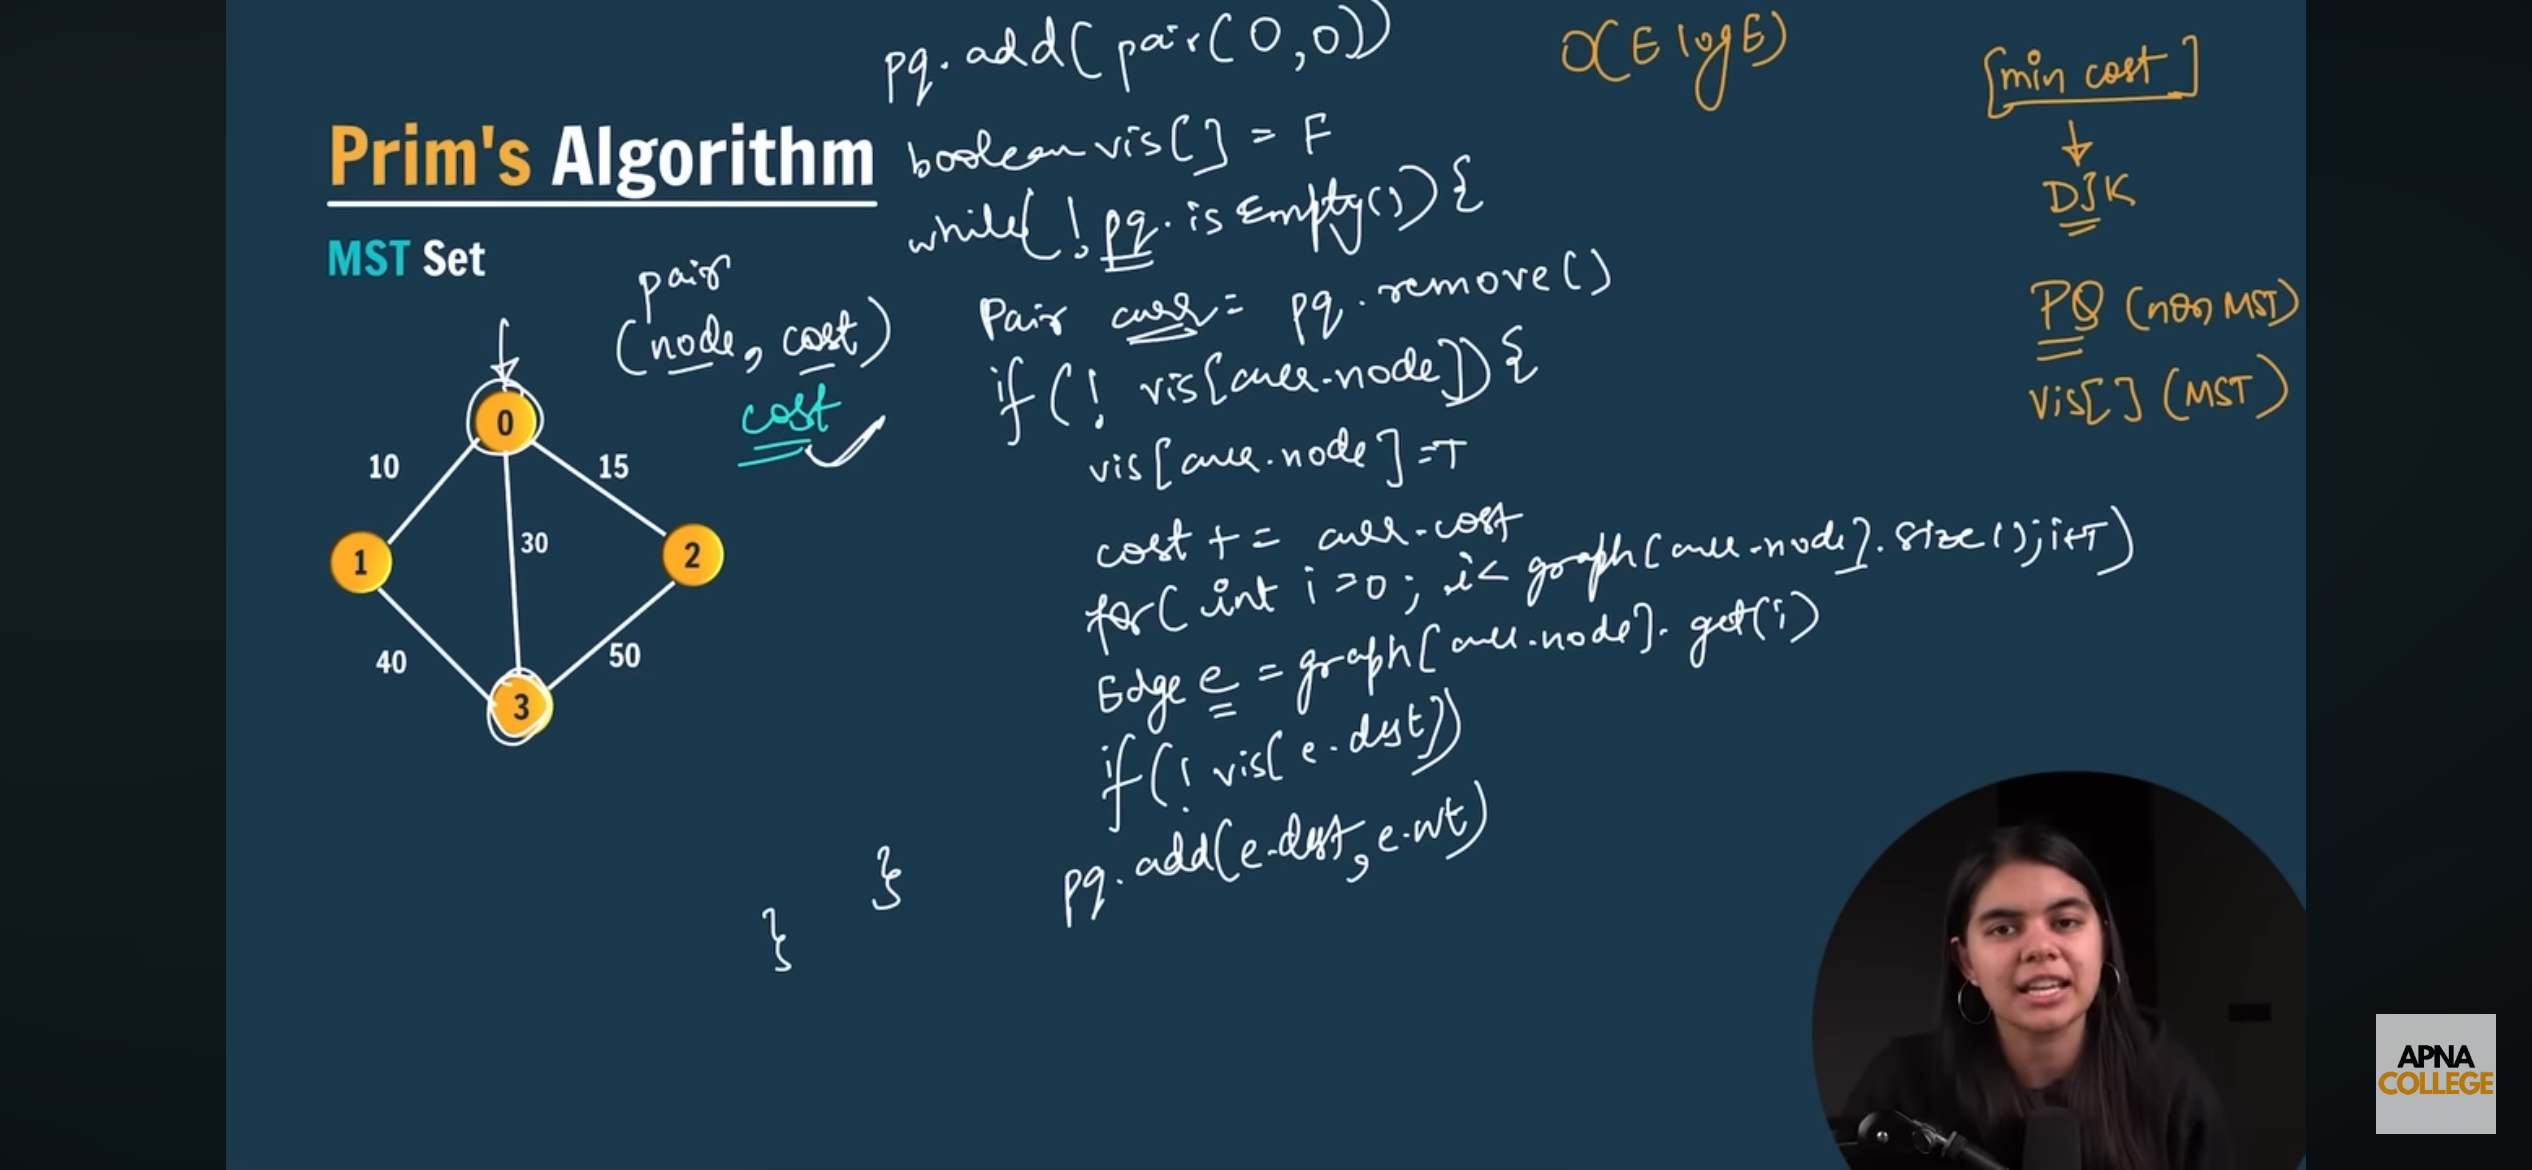 pq.add(pair(0,0))
O(E logE)
[min cost]
↓
DJK
Prim's Algorithm
boolean vis[] = F
while(!pq.isEmpty()){
MST Set
pair
(node, cost)
cost
Pair curr = pq.remove()
PQ (non MST)
if(! vis[curr.node]){
vis[] (MST)
vis[curr.node]=T
cost += curr.cost
for(int i=0; i< graph[curr.node].size();i++)
Edge e = graph[curr.node].get(i)
if(! vis[e.dest])
pq.add(e.dest, e.wt)
}
}
0
10
15
1
30
2
40
50
3
APNA
COLLEGE